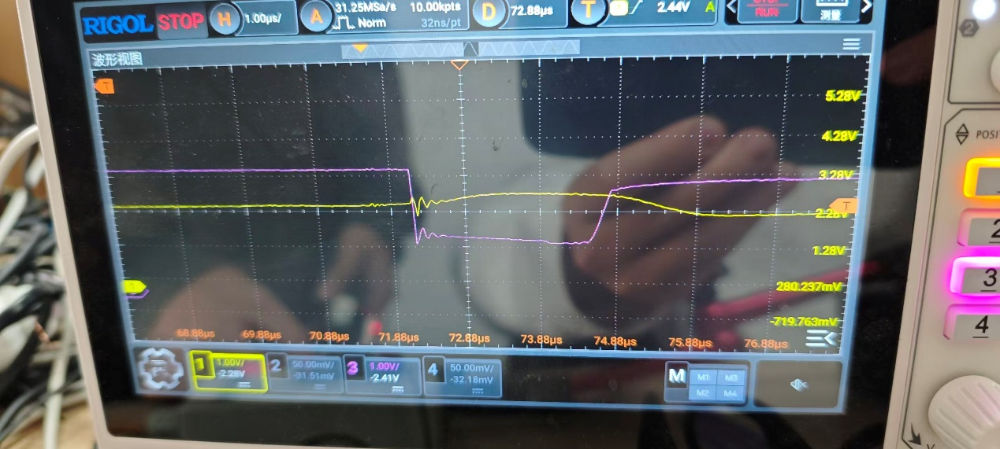 RIGOL STOP H 1.00μs/ A 31.25MSa/s 10.00kpts D 72.88μs T 2.44V A
Norm 32ns/pt
RUN
测量
波形视图
T
5.28V
4.28V
3.28V
T
2.28V
1.28V
280.237mV
-719.763mV
68.88μs 69.88μs 70.88μs 71.88μs 72.88μs 73.88μs 74.88μs 75.88μs 76.88μs
1 1.00V/ 2 50.00mV/ 3 1.00V/ 4 50.00mV/
-2.28V -31.51mV -2.41V -32.18mV
M M1 M3
M2 M4
2
POSITI
2
3
4